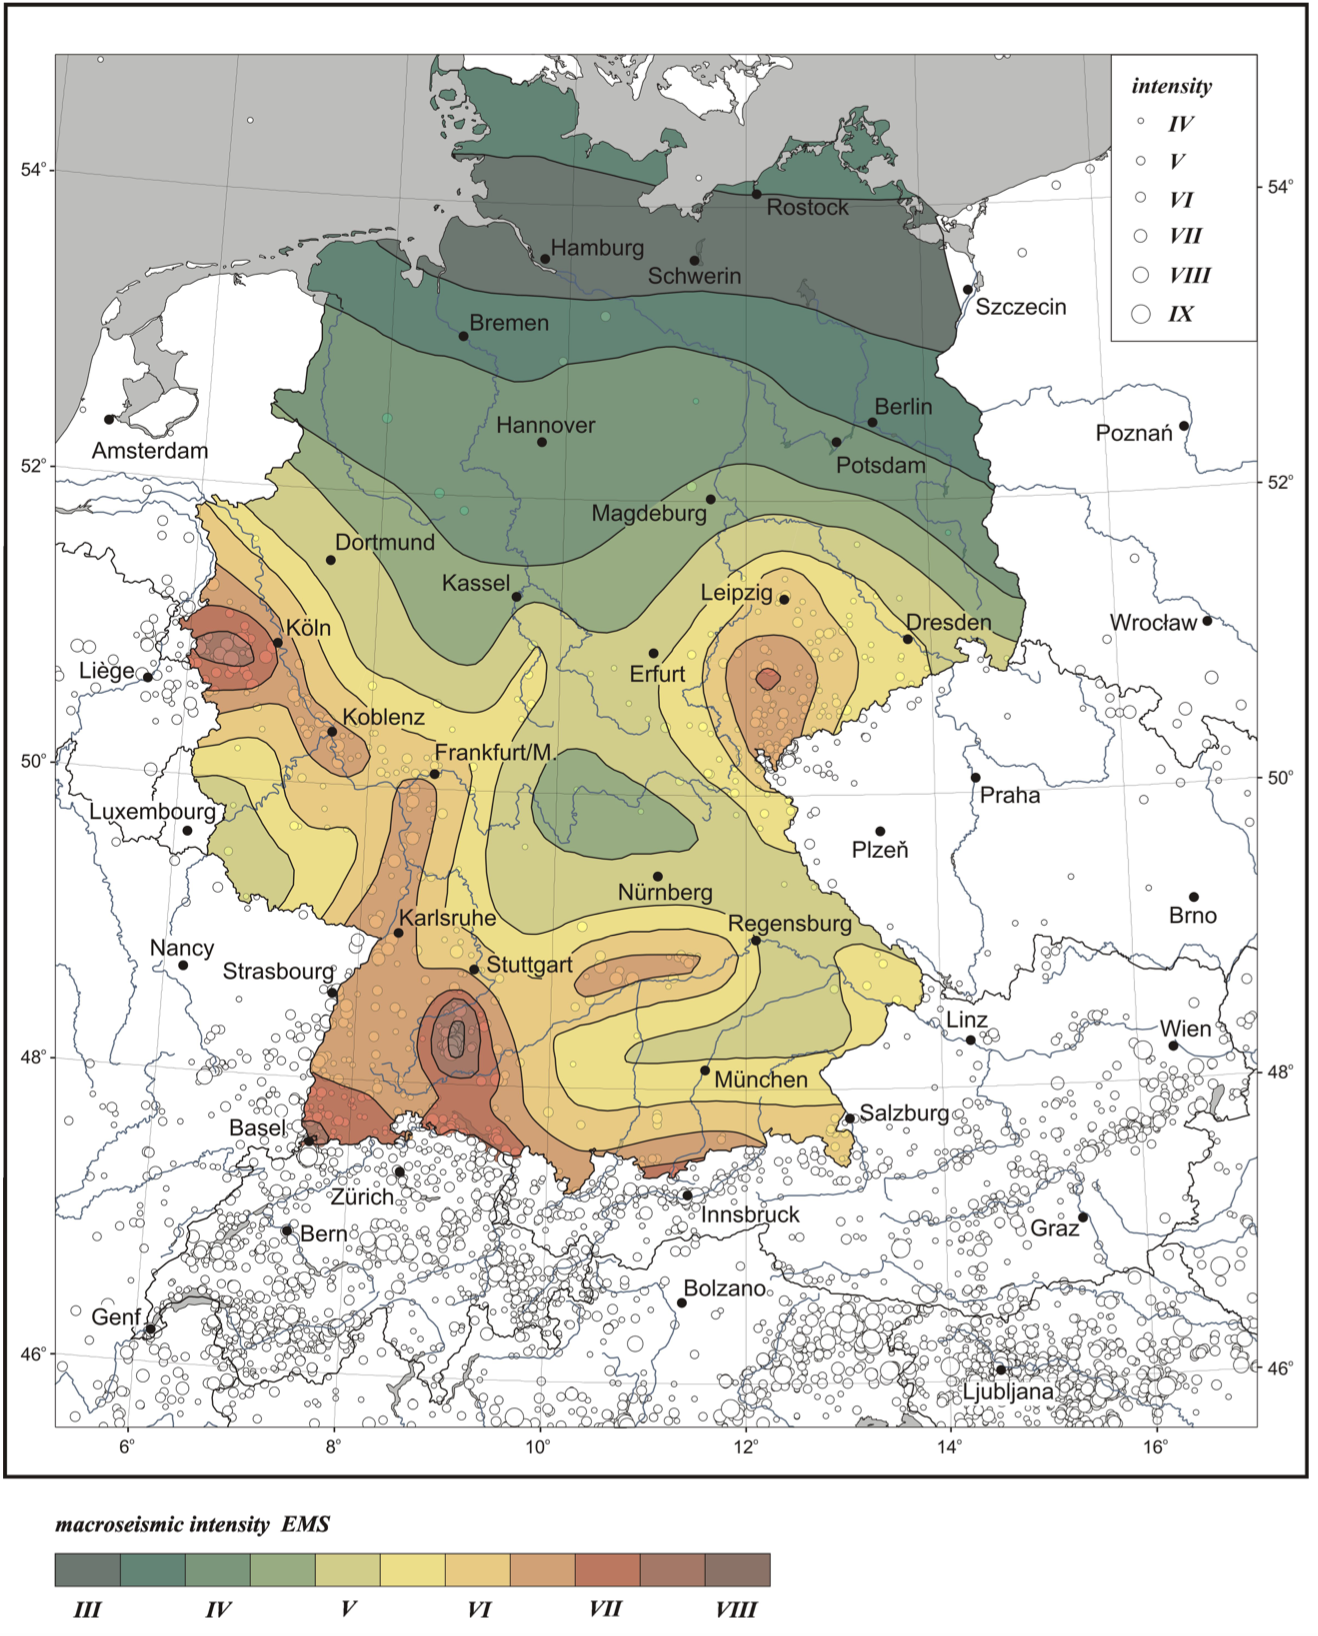 intensity
IV
V
VI
VII
VIII
IX
54°
54°
Rostock
Hamburg
Schwerin
Szczecin
Bremen
Berlin
Hannover
Poznań
Amsterdam
Potsdam
52°
52°
Magdeburg
Dortmund
Kassel
Leipzig
Köln
Dresden
Wrocław
Liège
Erfurt
Koblenz
Frankfurt/M.
50°
50°
Praha
Luxembourg
Plzeň
Nürnberg
Karlsruhe
Regensburg
Brno
Nancy
Strasbourg
Stuttgart
Linz
Wien
48°
48°
München
Salzburg
Basel
Zürich
Innsbruck
Bern
Graz
Bolzano
Genf
46°
46°
Ljubljana
6° 8° 10° 12° 14° 16°
macroseismic intensity EMS
III IV V VI VII VIII